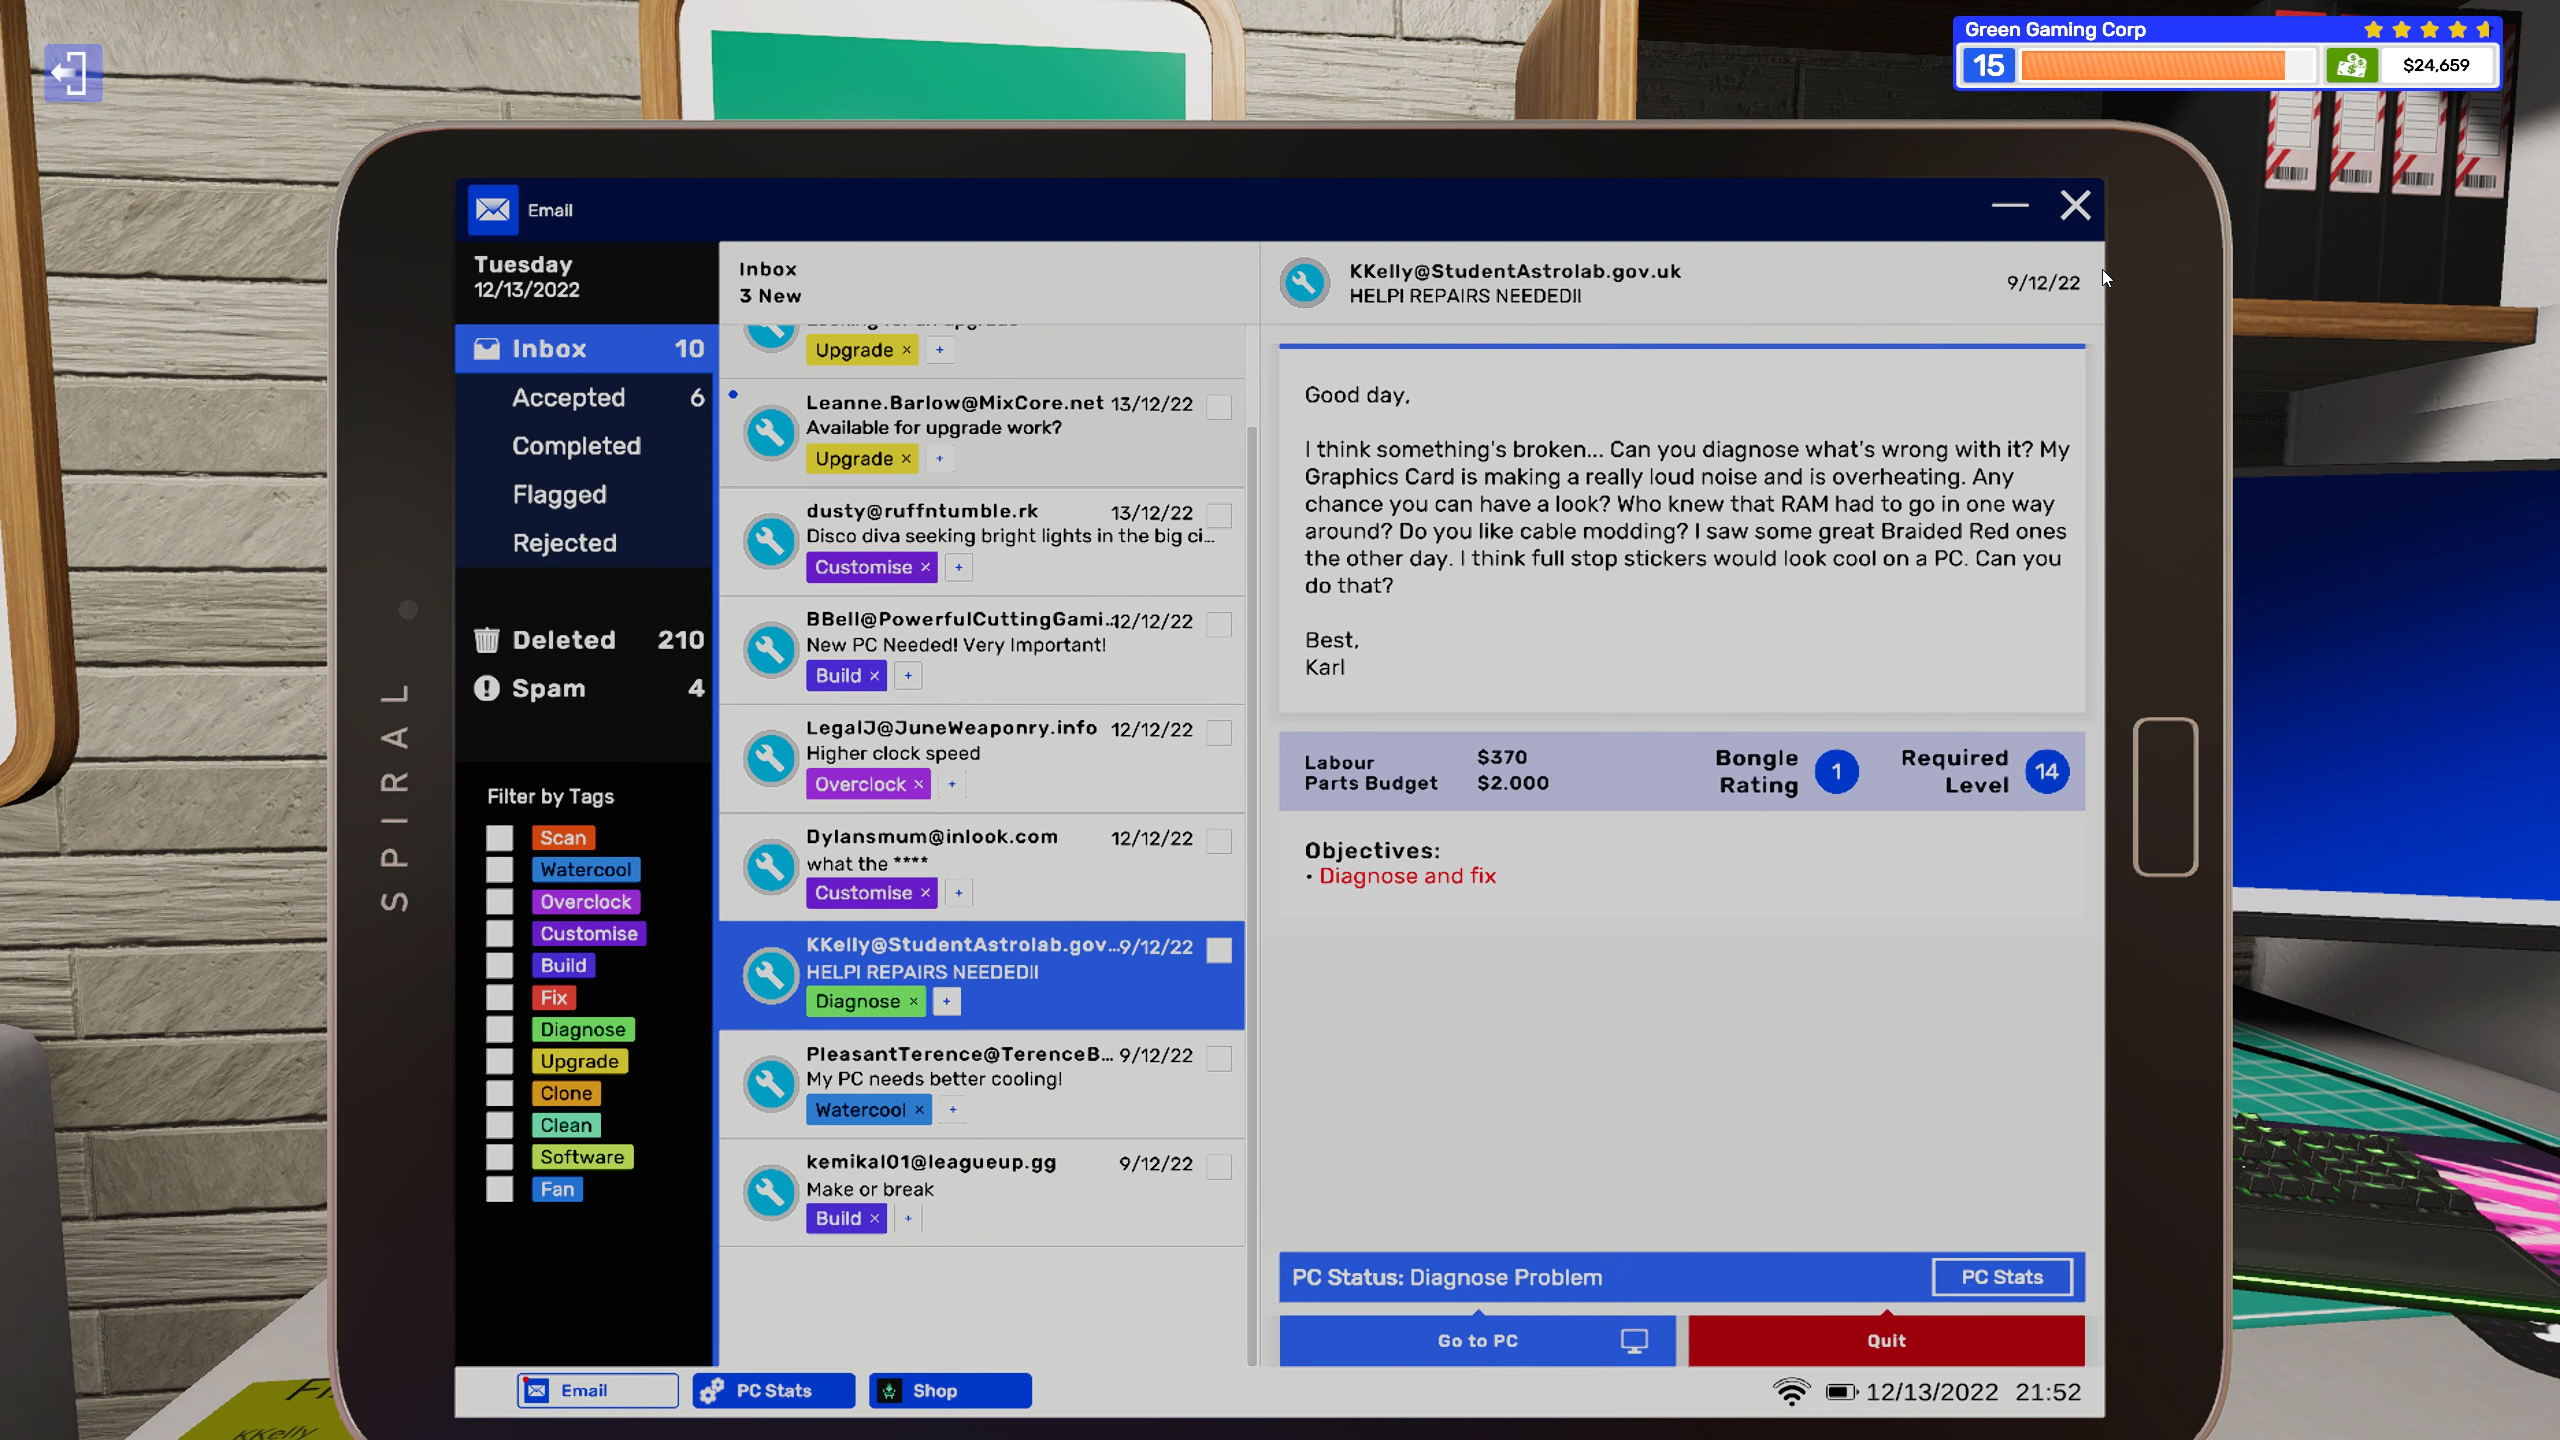 Green Gaming Corp
15
$24,659
Email
Tuesday
12/13/2022
Inbox 10
Accepted 6
Completed
Flagged
Rejected
Deleted 210
Spam 4
Filter by Tags
Scan
Watercool
Overclock
Customise
Build
Fix
Diagnose
Upgrade
Clone
Clean
Software
Fan
Inbox
3 New
Upgrade × +
Leanne.Barlow@MixCore.net 13/12/22
Available for upgrade work?
Upgrade × +
dusty@ruffntumble.rk 13/12/22
Disco diva seeking bright lights in the big ci...
Customise × +
BBell@PowerfulCuttingGami... 12/12/22
New PC Needed! Very Important!
Build × +
LegalJ@JuneWeaponry.info 12/12/22
Higher clock speed
Overclock × +
Dylansmum@inlook.com 12/12/22
what the ****
Customise × +
KKelly@StudentAstrolab.gov... 9/12/22
HELP! REPAIRS NEEDED!!
Diagnose × +
PleasantTerence@TerenceB... 9/12/22
My PC needs better cooling!
Watercool × +
kemikal01@leagueup.gg 9/12/22
Make or break
Build × +
KKelly@StudentAstrolab.gov.uk
HELP! REPAIRS NEEDED!!
9/12/22
Good day,
I think something's broken... Can you diagnose what's wrong with it? My
Graphics Card is making a really loud noise and is overheating. Any
chance you can have a look? Who knew that RAM had to go in one way
around? Do you like cable modding? I saw some great Braided Red ones
the other day. I think full stop stickers would look cool on a PC. Can you
do that?
Best,
Karl
Labour $370
Parts Budget $2.000
Bongle
Rating 1
Required
Level 14
Objectives:
• Diagnose and fix
PC Status: Diagnose Problem
PC Stats
Go to PC
Quit
Email
PC Stats
Shop
12/13/2022 21:52
SPIRAL
KKelly